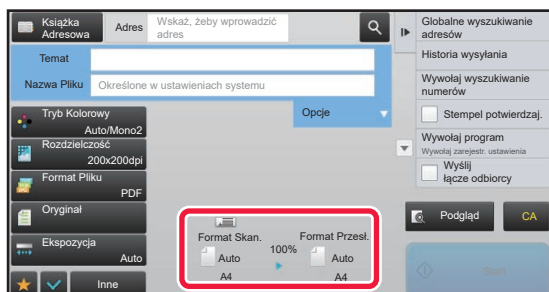 Książka
Adresowa
Adres
Wskaż, żeby wprowadzić
adres
Temat
Nazwa Pliku
Określone w ustawieniach systemu
Opcje
Tryb Kolorowy
Auto/Mono2
Rozdzielczość
200x200dpi
Format Pliku
PDF
Oryginał
Ekspozycja
Auto
Inne
Format Skan.
Auto
A4
100%
Format Przesł.
Auto
A4
Globalne wyszukiwanie
adresów
Historia wysyłania
Wywołaj wyszukiwanie
numerów
Stempel potwierdzaj.
Wywołaj program
Wywołaj zarejestr. ustawienia
Wyślij
łącze odbiorcy
Podgląd
CA
Start